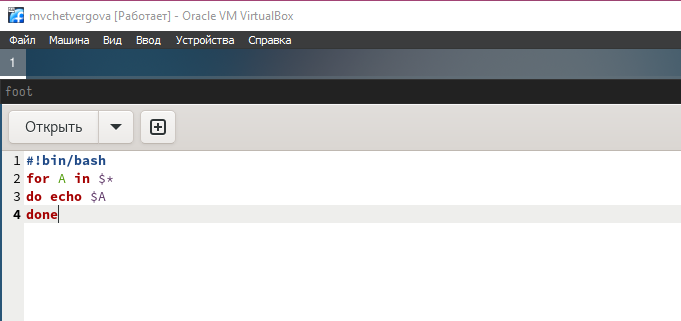 mvchetvergova [Работает] - Oracle VM VirtualBox
Файл Машина Вид Ввод Устройства Справка
1
foot
Открыть
1 #!bin/bash
2 for A in $*
3 do echo $A
4 done